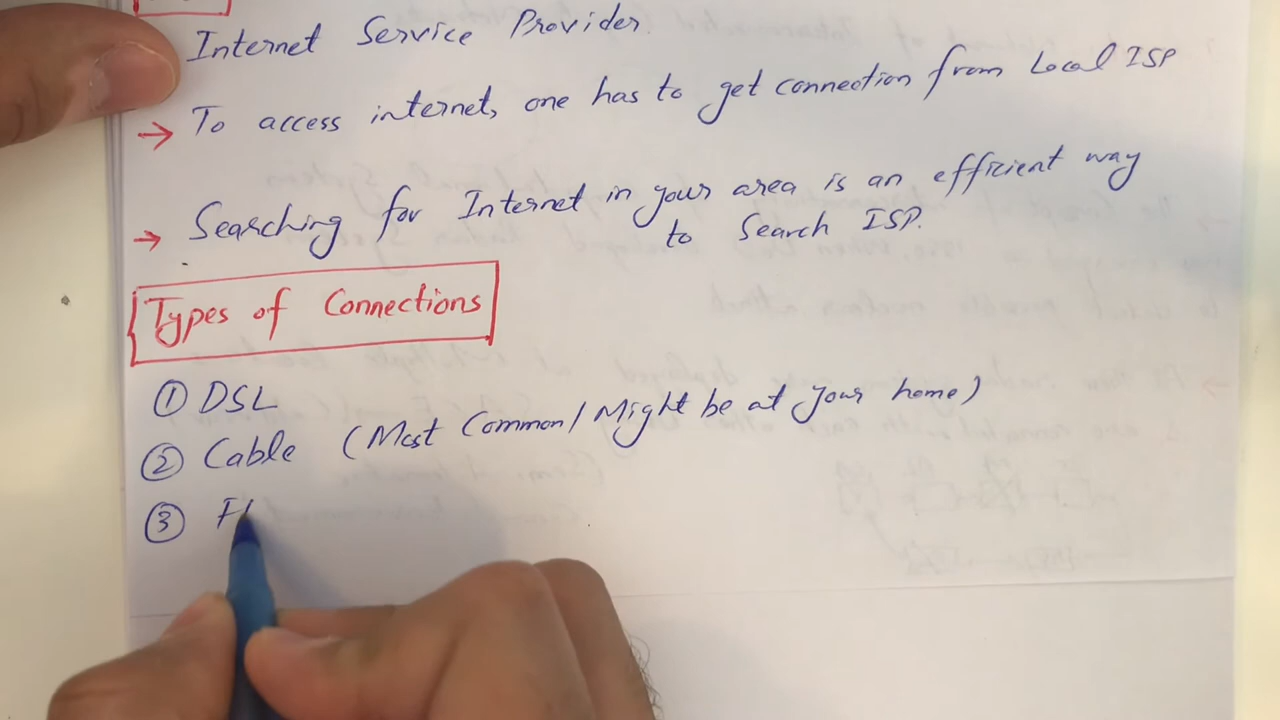 Internet Service Provider.
→ To access internet, one has to get connection from Local ISP
→ Searching for Internet in your area is an efficient way
to Search ISP.
Types of Connections
① DSL
② Cable (Most Common / Might be at your home)
③